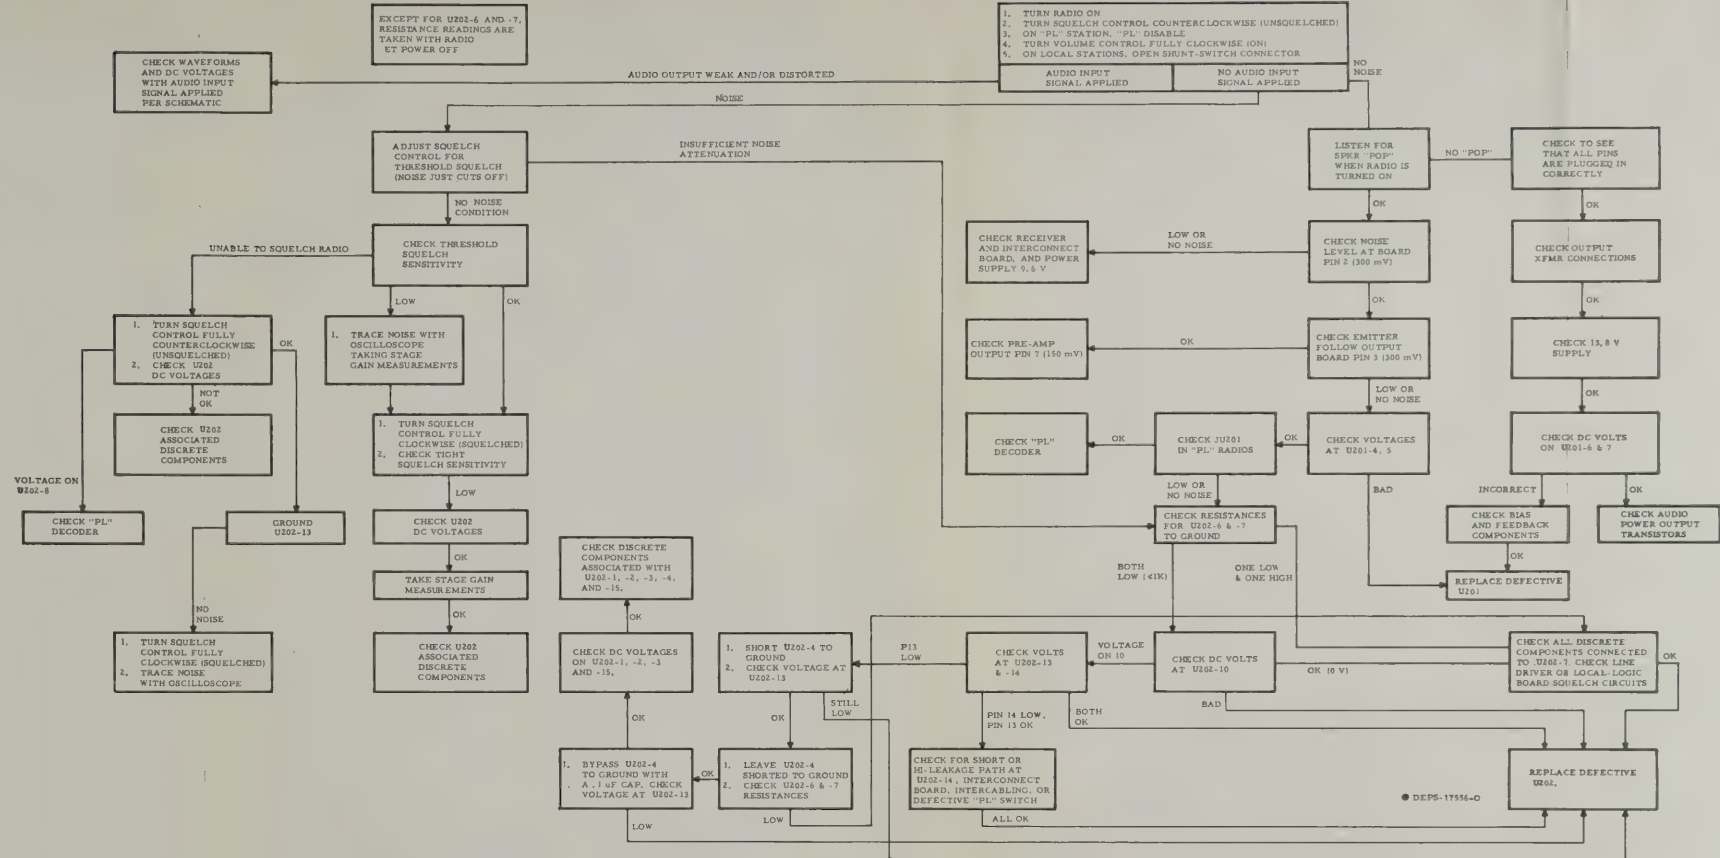 EXCEPT FOR U202-6 AND -7,
RESISTANCE READINGS ARE
TAKEN WITH RADIO
ET POWER OFF
1. TURN RADIO ON
2. TURN SQUELCH CONTROL COUNTERCLOCKWISE (UNSQUELCHED)
3. ON "PL" STATION, "PL" DISABLE
4. TURN VOLUME CONTROL FULLY CLOCKWISE (ON)
5. ON LOCAL STATIONS, OPEN SHUNT-SWITCH CONNECTOR
AUDIO INPUT
SIGNAL APPLIED
NO AUDIO INPUT
SIGNAL APPLIED
NO
NOISE
CHECK WAVEFORMS
AND DC VOLTAGES
WITH AUDIO INPUT
SIGNAL APPLIED
PER SCHEMATIC
AUDIO OUTPUT WEAK AND/OR DISTORTED
NOISE
ADJUST SQUELCH
CONTROL FOR
THRESHOLD SQUELCH
(NOISE JUST CUTS OFF)
INSUFFICIENT NOISE
ATTENUATION
LISTEN FOR
SPKR "POP"
WHEN RADIO IS
TURNED ON
NO "POP"
CHECK TO SEE
THAT ALL PINS
ARE PLUGGED IN
CORRECTLY
NO NOISE
CONDITION
OK
OK
UNABLE TO SQUELCH RADIO
CHECK THRESHOLD
SQUELCH
SENSITIVITY
CHECK RECEIVER
AND INTERCONNECT
BOARD, AND POWER
SUPPLY 9.6 V
LOW OR
NO NOISE
CHECK NOISE
LEVEL AT BOARD
PIN 2 (300 mV)
CHECK OUTPUT
XFMR CONNECTIONS
LOW
OK
OK
OK
1. TURN SQUELCH
CONTROL FULLY
COUNTERCLOCKWISE
(UNSQUELCHED)
2. CHECK U202
DC VOLTAGES
OK
1. TRACE NOISE WITH
OSCILLOSCOPE
TAKING STAGE
GAIN MEASUREMENTS
CHECK PRE-AMP
OUTPUT PIN 7 (150 mV)
OK
CHECK EMITTER
FOLLOW OUTPUT
BOARD PIN 3 (300 mV)
CHECK 13.8 V
SUPPLY
NOT
OK
LOW OR
NO NOISE
OK
CHECK U202
ASSOCIATED
DISCRETE
COMPONENTS
1. TURN SQUELCH
CONTROL FULLY
CLOCKWISE (SQUELCHED)
2. CHECK TIGHT
SQUELCH SENSITIVITY
CHECK "PL"
DECODER
OK
CHECK JU201
IN "PL" RADIOS
OK
CHECK VOLTAGES
AT U201-4, 5
CHECK DC VOLTS
ON U201-6 & 7
VOLTAGE ON
U202-8
LOW
LOW OR
NO NOISE
BAD
INCORRECT
OK
CHECK "PL"
DECODER
GROUND
U202-13
CHECK U202
DC VOLTAGES
CHECK RESISTANCES
FOR U202-6 & -7
TO GROUND
CHECK BIAS
AND FEEDBACK
COMPONENTS
CHECK AUDIO
POWER OUTPUT
TRANSISTORS
OK
CHECK DISCRETE
COMPONENTS
ASSOCIATED WITH
U202-1, -2, -3, -4,
AND -15.
BOTH
LOW (<1K)
ONE LOW
& ONE HIGH
OK
TAKE STAGE GAIN
MEASUREMENTS
REPLACE DEFECTIVE
U201
NO
NOISE
OK
OK
1. TURN SQUELCH
CONTROL FULLY
CLOCKWISE (SQUELCHED)
2. TRACE NOISE
WITH OSCILLOSCOPE
CHECK U202
ASSOCIATED
DISCRETE
COMPONENTS
CHECK DC VOLTAGES
ON U202-1, -2, -3
AND -15.
1. SHORT U202-4 TO
GROUND
2. CHECK VOLTAGE AT
U202-13
P13
LOW
CHECK VOLTS
AT U202-13
& -14
VOLTAGE
ON 10
CHECK DC VOLTS
AT U202-10
OK (0 V)
CHECK ALL DISCRETE
COMPONENTS CONNECTED
TO U202-7. CHECK LINE
DRIVER OR LOCAL-LOGIC
BOARD SQUELCH CIRCUITS
OK
OK
OK
STILL
LOW
PIN 14 LOW,
PIN 13 OK
BOTH
OK
BAD
1. BYPASS U202-4
TO GROUND WITH
A .1 uF CAP, CHECK
VOLTAGE AT U202-13
OK
1. LEAVE U202-4
SHORTED TO GROUND
2. CHECK U202-6 & -7
RESISTANCES
CHECK FOR SHORT OR
HI-LEAKAGE PATH AT
U202-14, INTERCONNECT
BOARD, INTERCABLING, OR
DEFECTIVE "PL" SWITCH
REPLACE DEFECTIVE
U202.
DEPS-17556-O
LOW
LOW
ALL OK